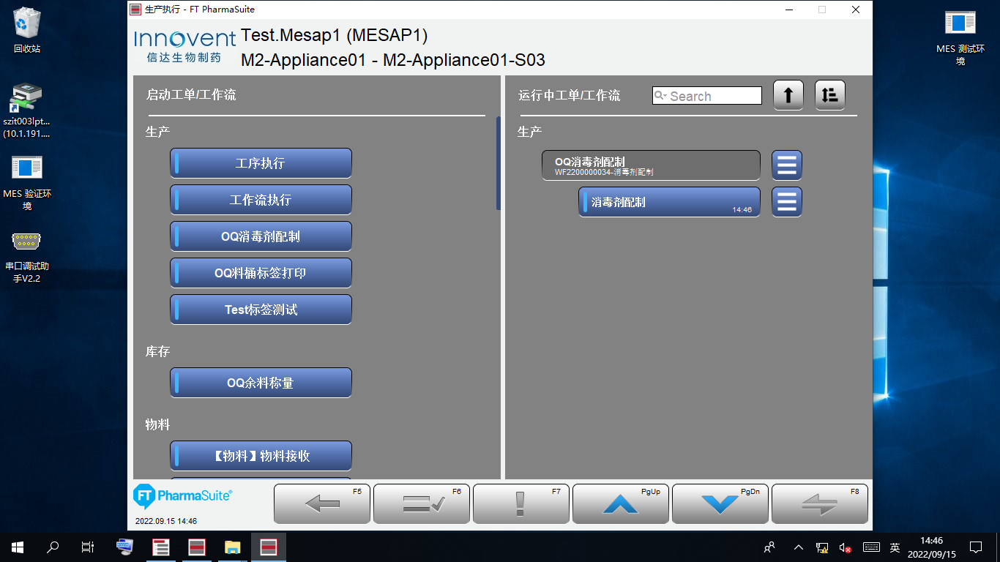 回收站
szit003lpt...
(10.1.191....
MES 验证环
境
串口调试助
手V2.2
生产执行 - FT PharmaSuite
Innovent
信达生物制药
Test.Mesap1 (MESAP1)
M2-Appliance01 - M2-Appliance01-S03
启动工单/工作流
生产
工序执行
工作流执行
OQ消毒剂配制
OQ料桶标签打印
Test标签测试
库存
OQ余料称量
物料
【物料】物料接收
运行中工单/工作流
Search
生产
OQ消毒剂配制
WF2200000034-消毒剂配制
消毒剂配制
14:46
FT PharmaSuite®
2022.09.15 14:46
F5
F6
F7
PgUp
PgDn
F8
MES 测试环
境
英
14:46
2022/09/15